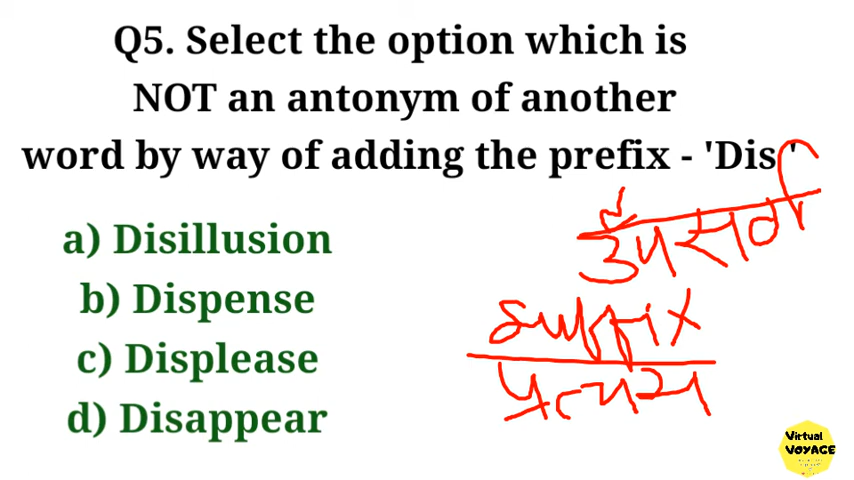 Q5. Select the option which is
NOT an antonym of another
word by way of adding the prefix - 'Dis '
उपसर्ग
a) Disillusion
b) Dispense
suffix
c) Displease
प्रत्यय
d) Disappear
Virtual
VOYAGE